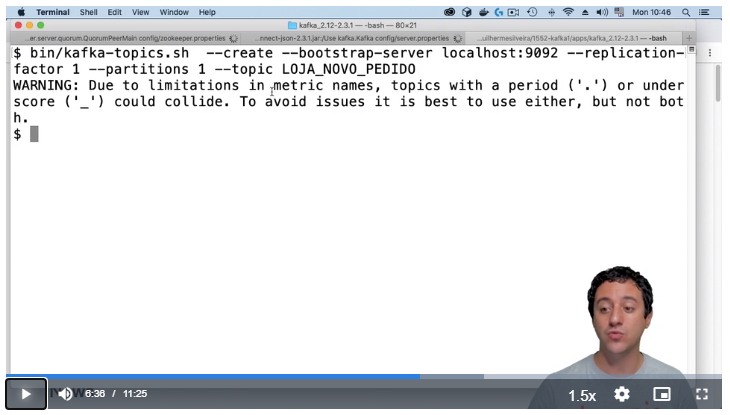 Terminal Shell Edit View Window Help Mon 10:46
kafka_2.12-2.3.1 — -bash — 80×21
...er.server.quorum.QuorumPeerMain config/zookeeper.properties ...nnect-json-2.3.1.jar:/Use kafka.Kafka config/server.properties ...uilhermesilveira/1552-kafka1/apps/kafka_2.12-2.3.1 — -bash +
$ bin/kafka-topics.sh --create --bootstrap-server localhost:9092 --replication-
factor 1 --partitions 1 --topic LOJA_NOVO_PEDIDO
WARNING: Due to limitations in metric names, topics with a period ('.') or under
score ('_') could collide. To avoid issues it is best to use either, but not bot
h.
$
6:36 / 11:25 1.5x